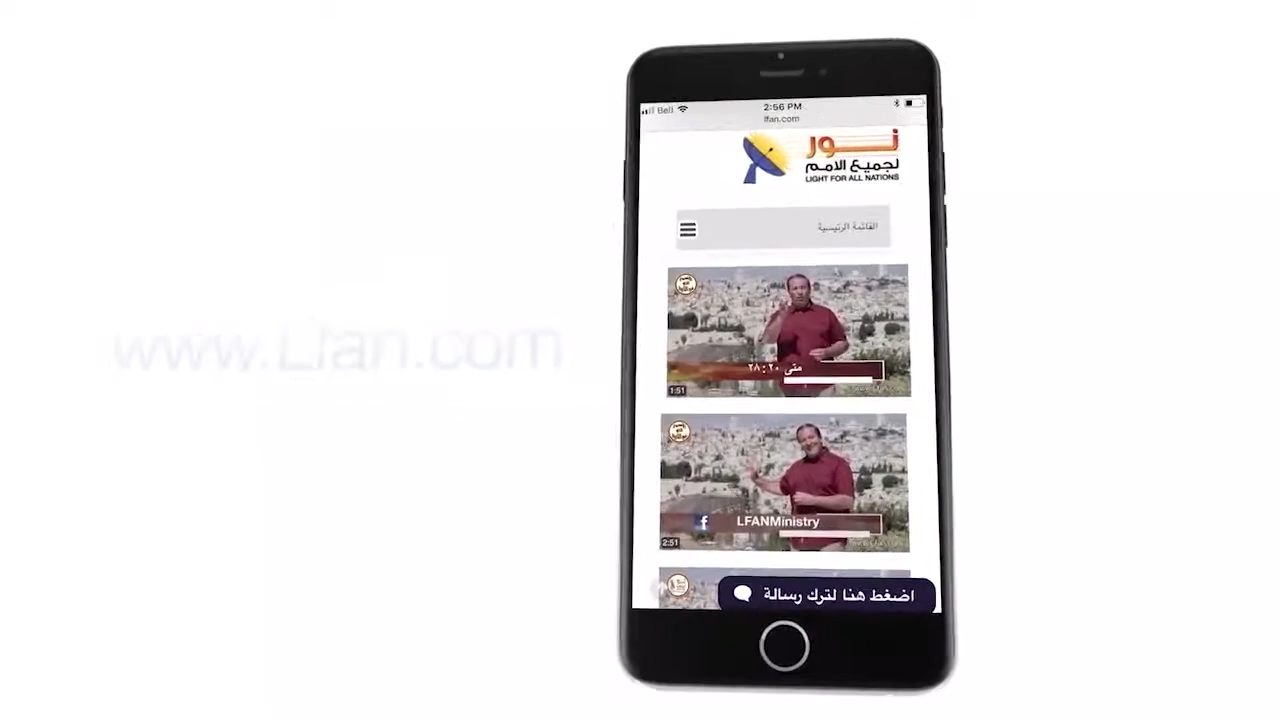 www.Lfan.com
Bell
2:56 PM
lfan.com
نور
لجميع الامم
LIGHT FOR ALL NATIONS
القائمة الرئيسية
متى ٢٨:٢٠
1:51
LFANMinistry
2:51
اضغط هنا لترك رسالة